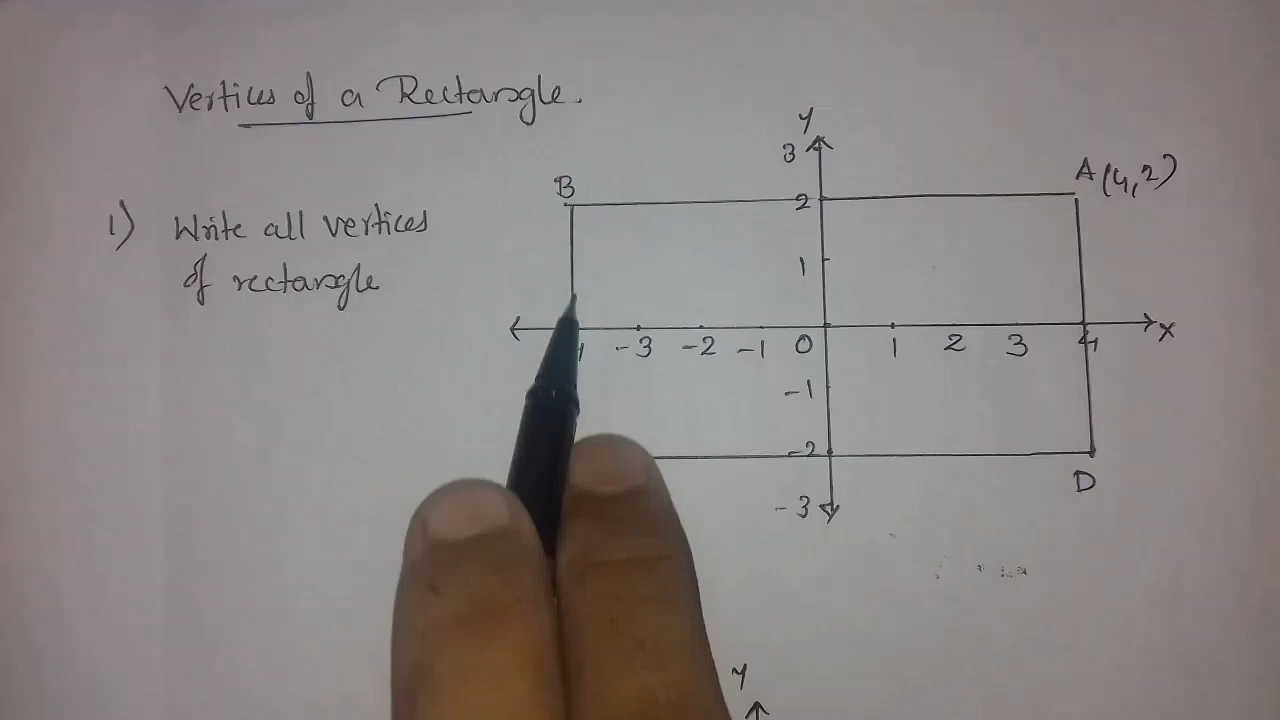 Vertices of a Rectangle.
1) Write all vertices
of rectangle
Y
3
B
A(4,2)
2
1
-3 -2 -1 0 1 2 3 4
X
-1
-2
D
-3
Y